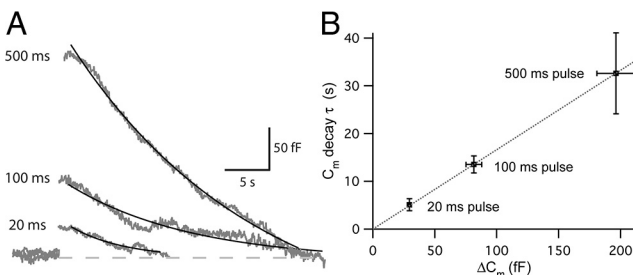 A
500 ms
100 ms
20 ms
50 fF
5 s
B
Cm decay τ (s)
40
30
20
10
0
500 ms pulse
100 ms pulse
20 ms pulse
0
50
100
150
200
ΔCm (fF)